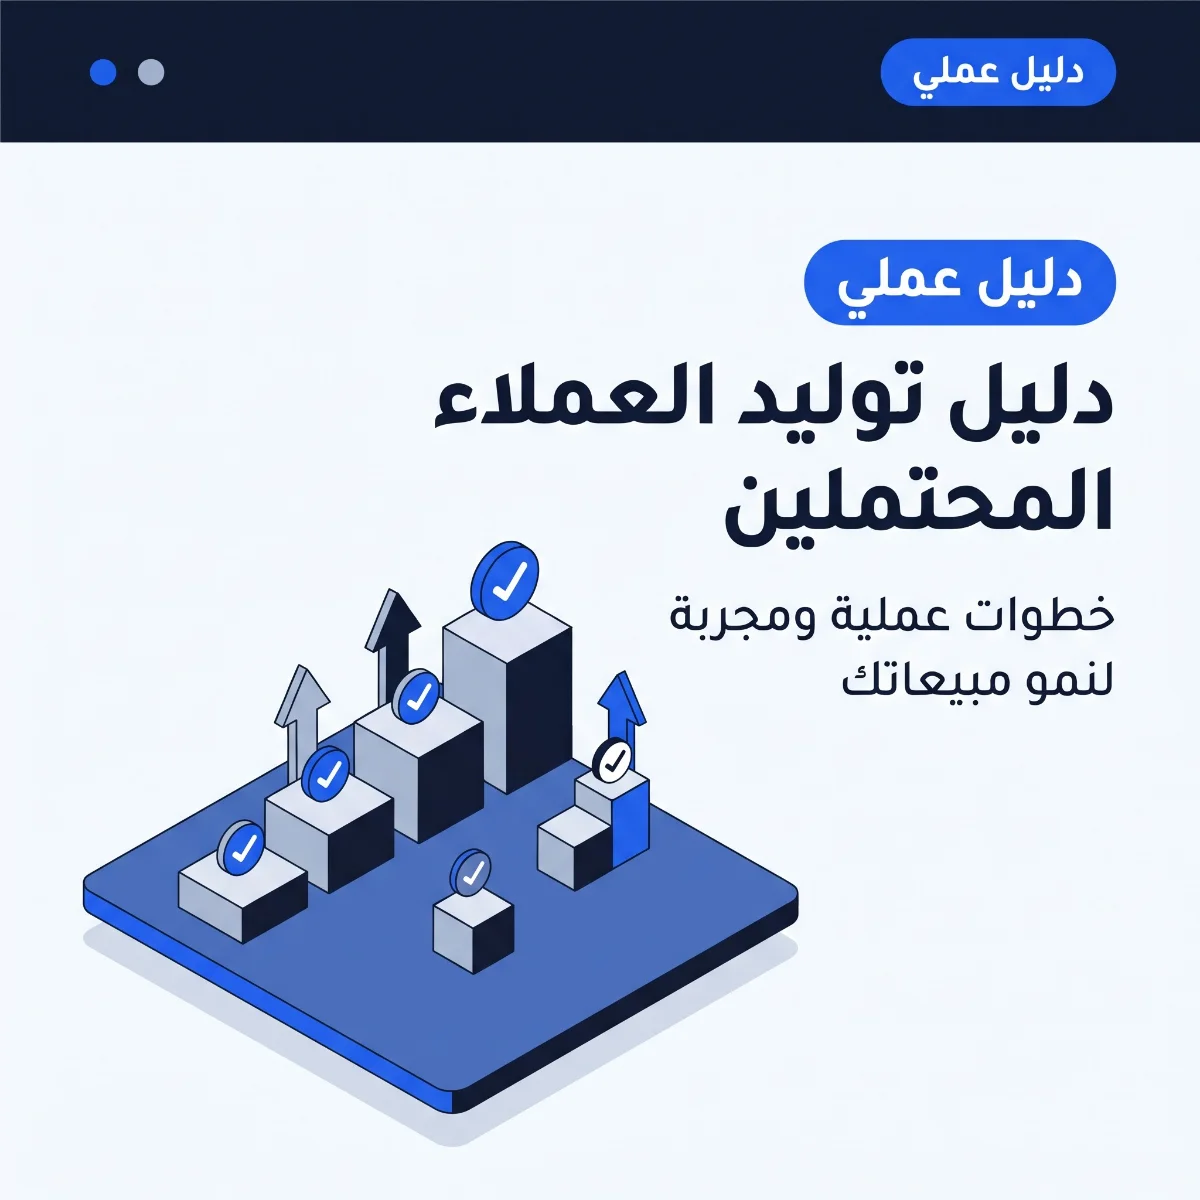 دليل عملي
دليل عملي
دليل توليد العملاء
المحتملين
خطوات عملية ومجربة
لنمو مبيعاتك